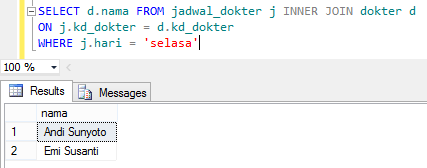 SELECT d.nama FROM jadwal_dokter j INNER JOIN dokter d
ON j.kd_dokter = d.kd_dokter
WHERE j.hari = 'selasa'
100 %
Results Messages
nama
1 Andi Sunyoto
2 Emi Susanti